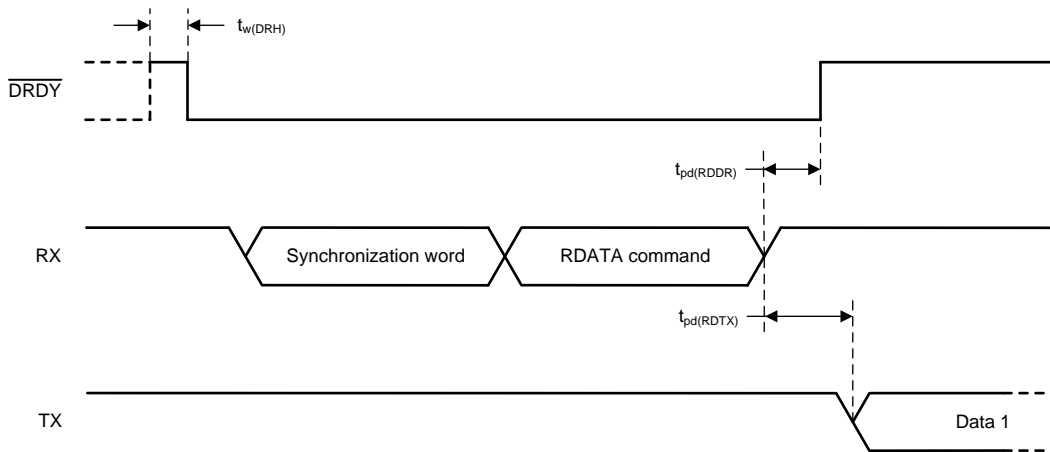 tw(DRH)
DRDY
tpd(RDDR)
RX
Synchronization word
RDATA command
tpd(RDTX)
TX
Data 1